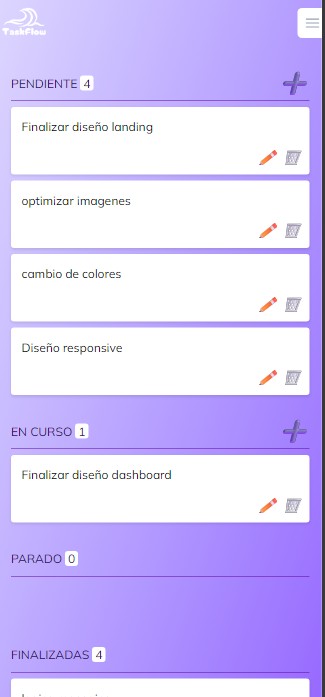 TaskFlow
PENDIENTE 4
Finalizar diseño landing
optimizar imagenes
cambio de colores
Diseño responsive
EN CURSO 1
Finalizar diseño dashboard
PARADO 0
FINALIZADAS 4